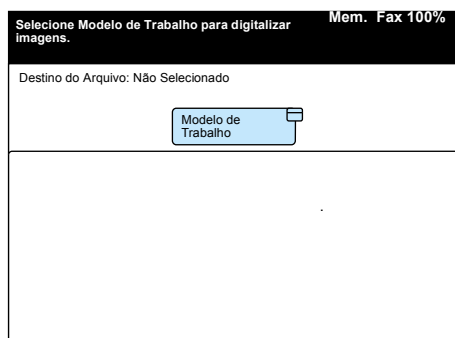 Mem. Fax 100%
Selecione Modelo de Trabalho para digitalizar
imagens.
Destino do Arquivo: Não Selecionado
Modelo de
Trabalho